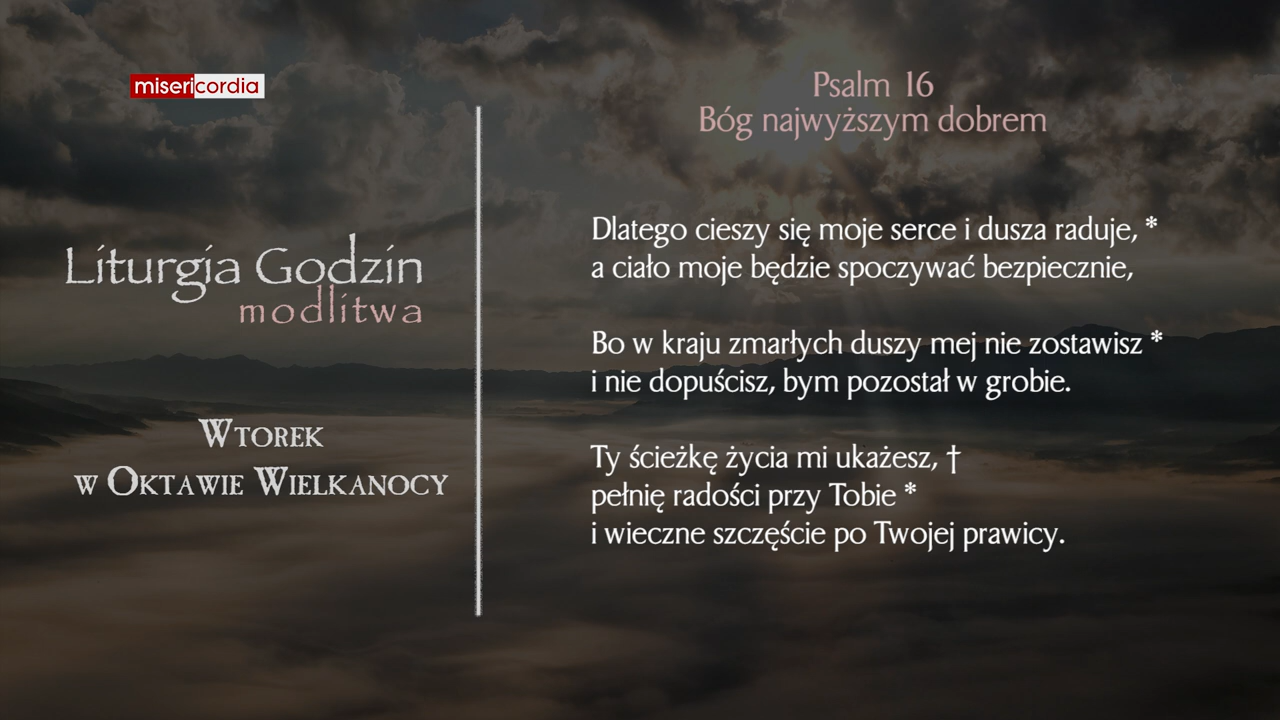 misericordia
Liturgia Godzin
modlitwa
Wtorek
w Oktawie Wielkanocy
Psalm 16
Bóg najwyższym dobrem
Dlatego cieszy się moje serce i dusza raduje, *
a ciało moje będzie spoczywać bezpiecznie,
Bo w kraju zmarłych duszy mej nie zostawisz *
i nie dopuścisz, bym pozostał w grobie.
Ty ścieżkę życia mi ukażesz, †
pełnię radości przy Tobie *
i wieczne szczęście po Twojej prawicy.